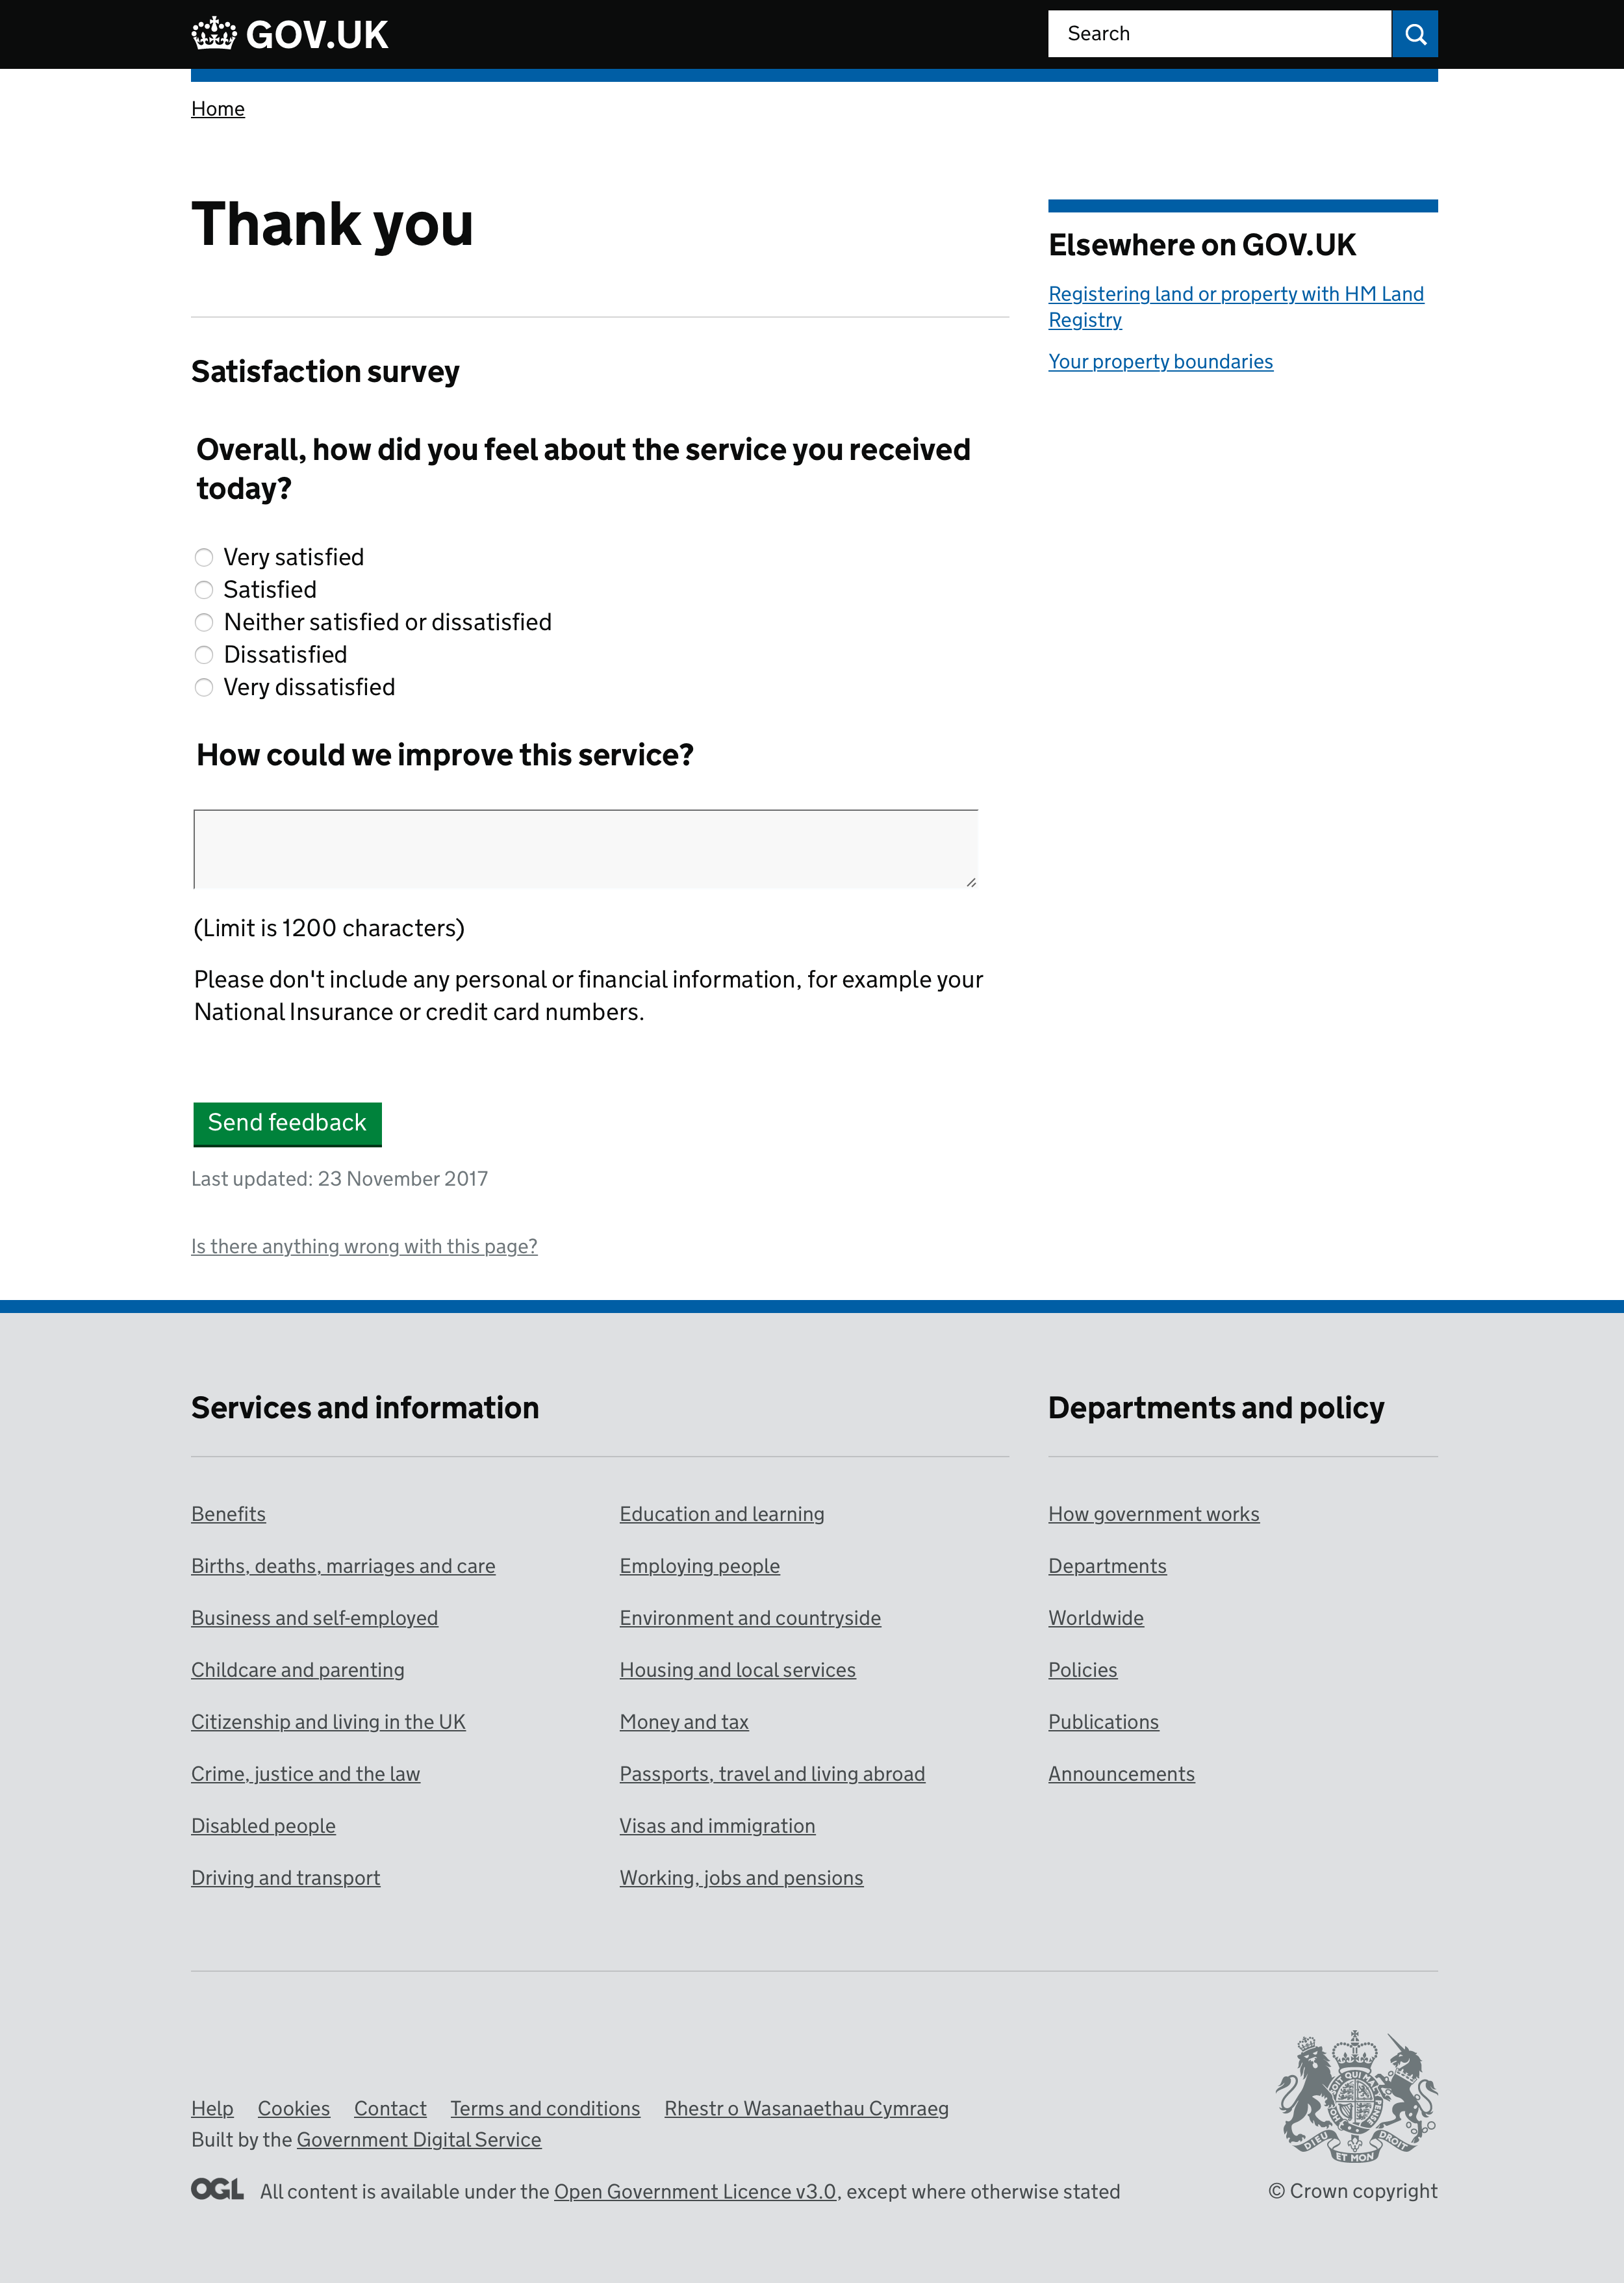 GOV.UK
Search
Home
Thank you
Elsewhere on GOV.UK
Registering land or property with HM Land
Registry
Your property boundaries
Satisfaction survey
Overall, how did you feel about the service you received
today?
Very satisfied
Satisfied
Neither satisfied or dissatisfied
Dissatisfied
Very dissatisfied
How could we improve this service?
(Limit is 1200 characters)
Please don't include any personal or financial information, for example your
National Insurance or credit card numbers.
Send feedback
Last updated: 23 November 2017
Is there anything wrong with this page?
Services and information
Benefits
Births, deaths, marriages and care
Business and self-employed
Childcare and parenting
Citizenship and living in the UK
Crime, justice and the law
Disabled people
Driving and transport
Education and learning
Employing people
Environment and countryside
Housing and local services
Money and tax
Passports, travel and living abroad
Visas and immigration
Working, jobs and pensions
Departments and policy
How government works
Departments
Worldwide
Policies
Publications
Announcements
Help Cookies Contact Terms and conditions Rhestr o Wasanaethau Cymraeg
Built by the Government Digital Service
OGL All content is available under the Open Government Licence v3.0, except where otherwise stated
DIEU ET MON DROIT
© Crown copyright